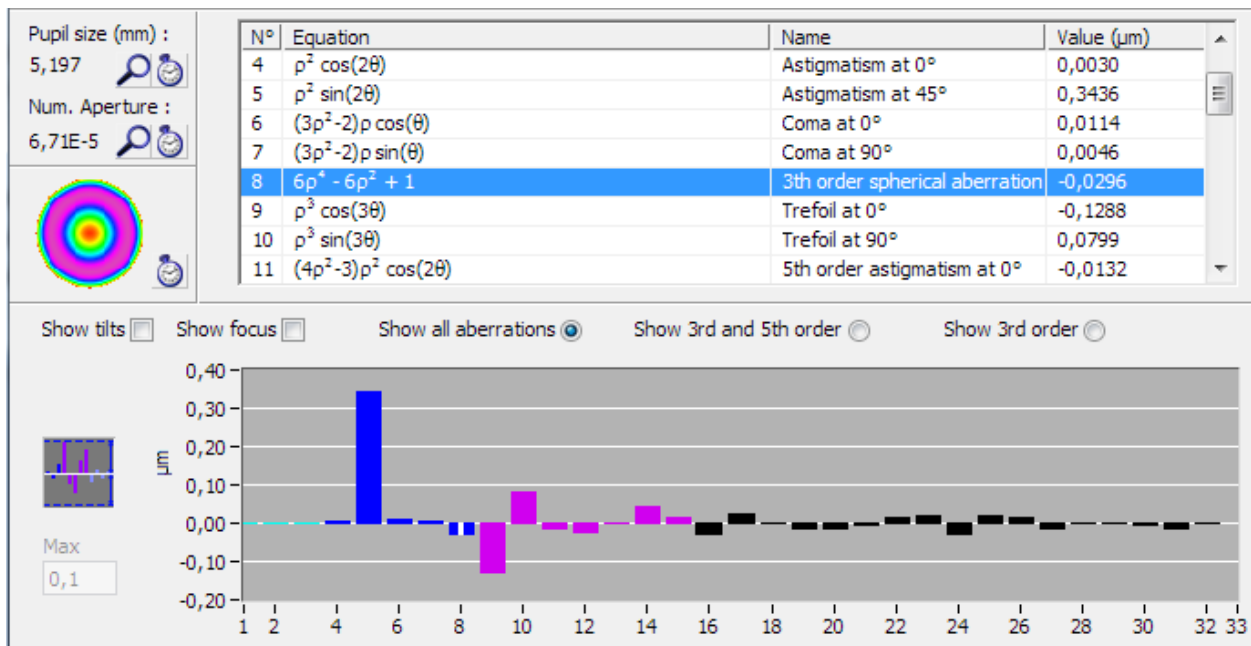 Pupil size (mm) :
5,197
Num. Aperture :
6,71E-5
N° Equation Name Value (µm)
4 ρ² cos(2θ) Astigmatism at 0° 0,0030
5 ρ² sin(2θ) Astigmatism at 45° 0,3436
6 (3ρ²-2)ρ cos(θ) Coma at 0° 0,0114
7 (3ρ²-2)ρ sin(θ) Coma at 90° 0,0046
8 6ρ⁴ - 6ρ² + 1 3th order spherical aberration -0,0296
9 ρ³ cos(3θ) Trefoil at 0° -0,1288
10 ρ³ sin(3θ) Trefoil at 90° 0,0799
11 (4ρ²-3)ρ² cos(2θ) 5th order astigmatism at 0° -0,0132
Show tilts Show focus Show all aberrations Show 3rd and 5th order Show 3rd order
0,40
0,30
0,20
0,10
0,00
-0,10
-0,20
µm
Max
0,1
1 2 4 6 8 10 12 14 16 18 20 22 24 26 28 30 32 33